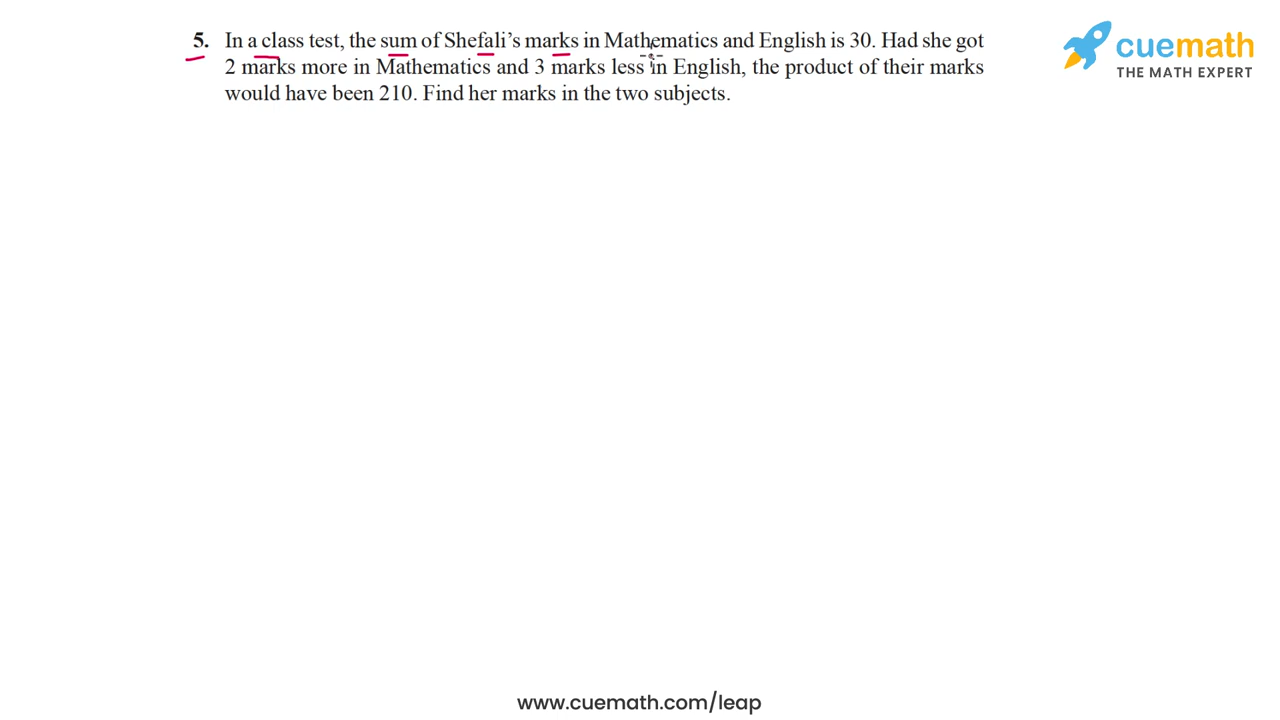 5. In a class test, the sum of Shefali’s marks in Mathematics and English is 30. Had she got
2 marks more in Mathematics and 3 marks less in English, the product of their marks
would have been 210. Find her marks in the two subjects.
cuemath
THE MATH EXPERT
www.cuemath.com/leap